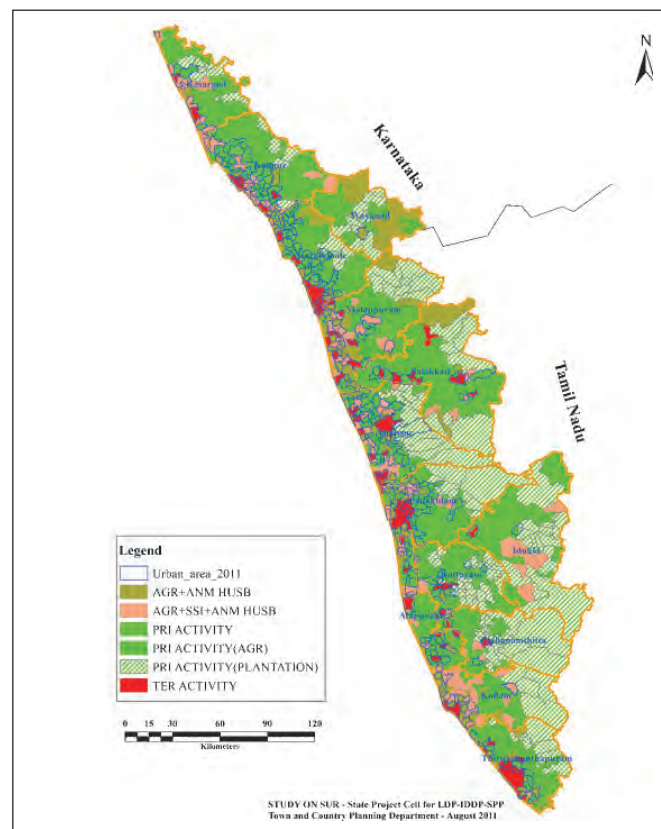 N
Kasargod
Karnataka
Kannur
Wayanad
Kozhikkode
Malappuram
Tamil Nadu
Palakkad
Thrissur
Ernakulam
Idukki
Kottayam
Alappuzha
Pathanamthitta
Kollam
Thiruvananthapuram
Legend
Urban_area_2011
AGR+ANM HUSB
AGR+SSI+ANM HUSB
PRI ACTIVITY
PRI ACTIVITY(AGR)
PRI ACTIVITY(PLANTATION)
TER ACTIVITY
0 15 30 60 90 120
Kilometers
STUDY ON SUR - State Project Cell for LDP-IDDP-SPP
Town and Country Planning Department - August 2011